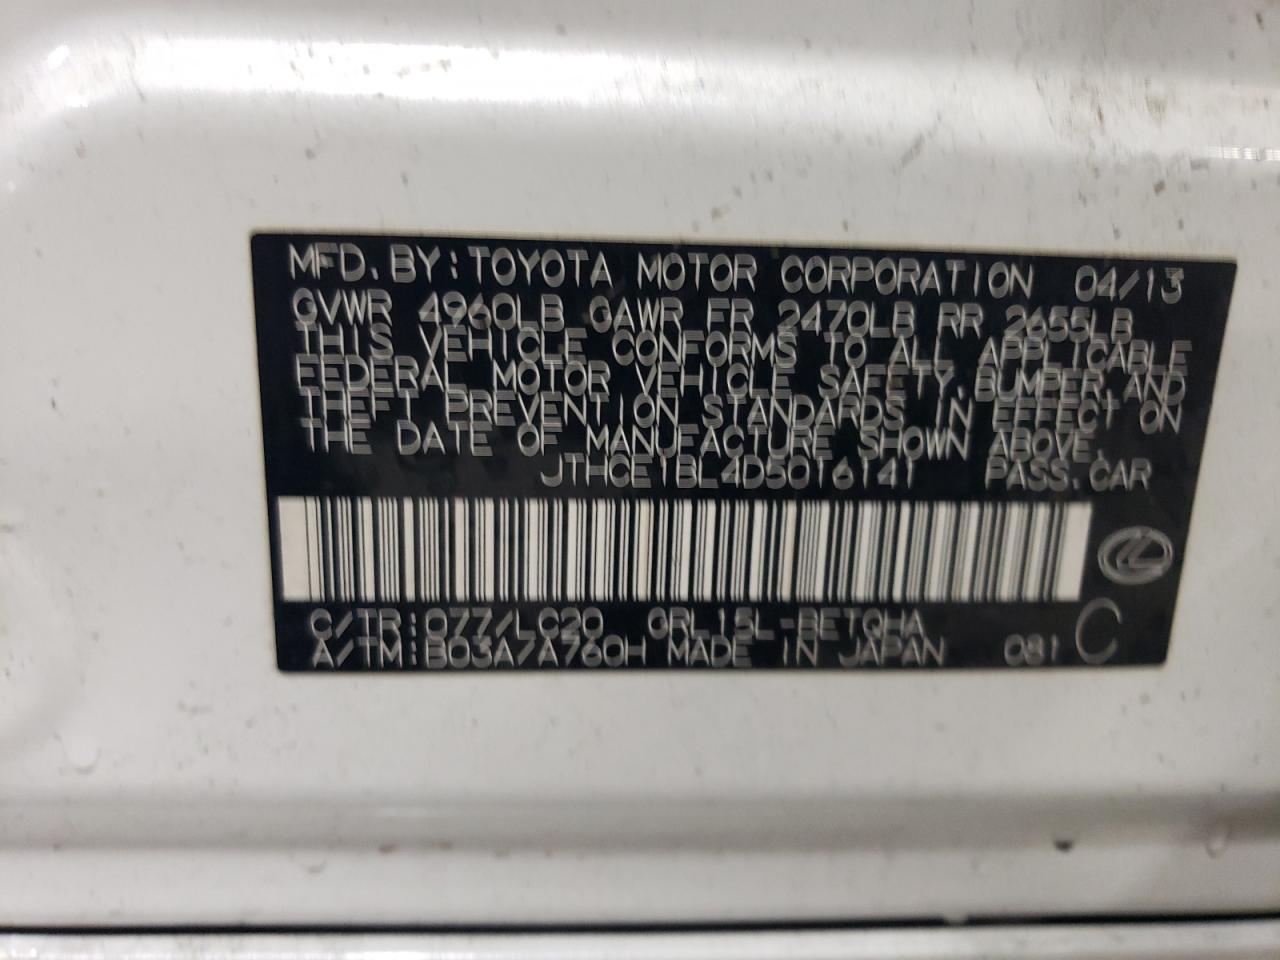 MFD. BY: TOYOTA MOTOR CORPORATION 04/13
GVWR 4960LB GAWR FR 2470LB RR 2655LB
THIS VEHICLE CONFORMS TO ALL APPLICABLE
FEDERAL MOTOR VEHICLE SAFETY, BUMPER, AND
THEFT PREVENTION STANDARDS IN EFFECT ON
THE DATE OF MANUFACTURE SHOWN ABOVE.
JTHCE1BL4D5016141 PASS. CAR
C/TR: 077/LC20 GRL15L-BETQHA
A/TM: B03A/A760H MADE IN JAPAN 081 C